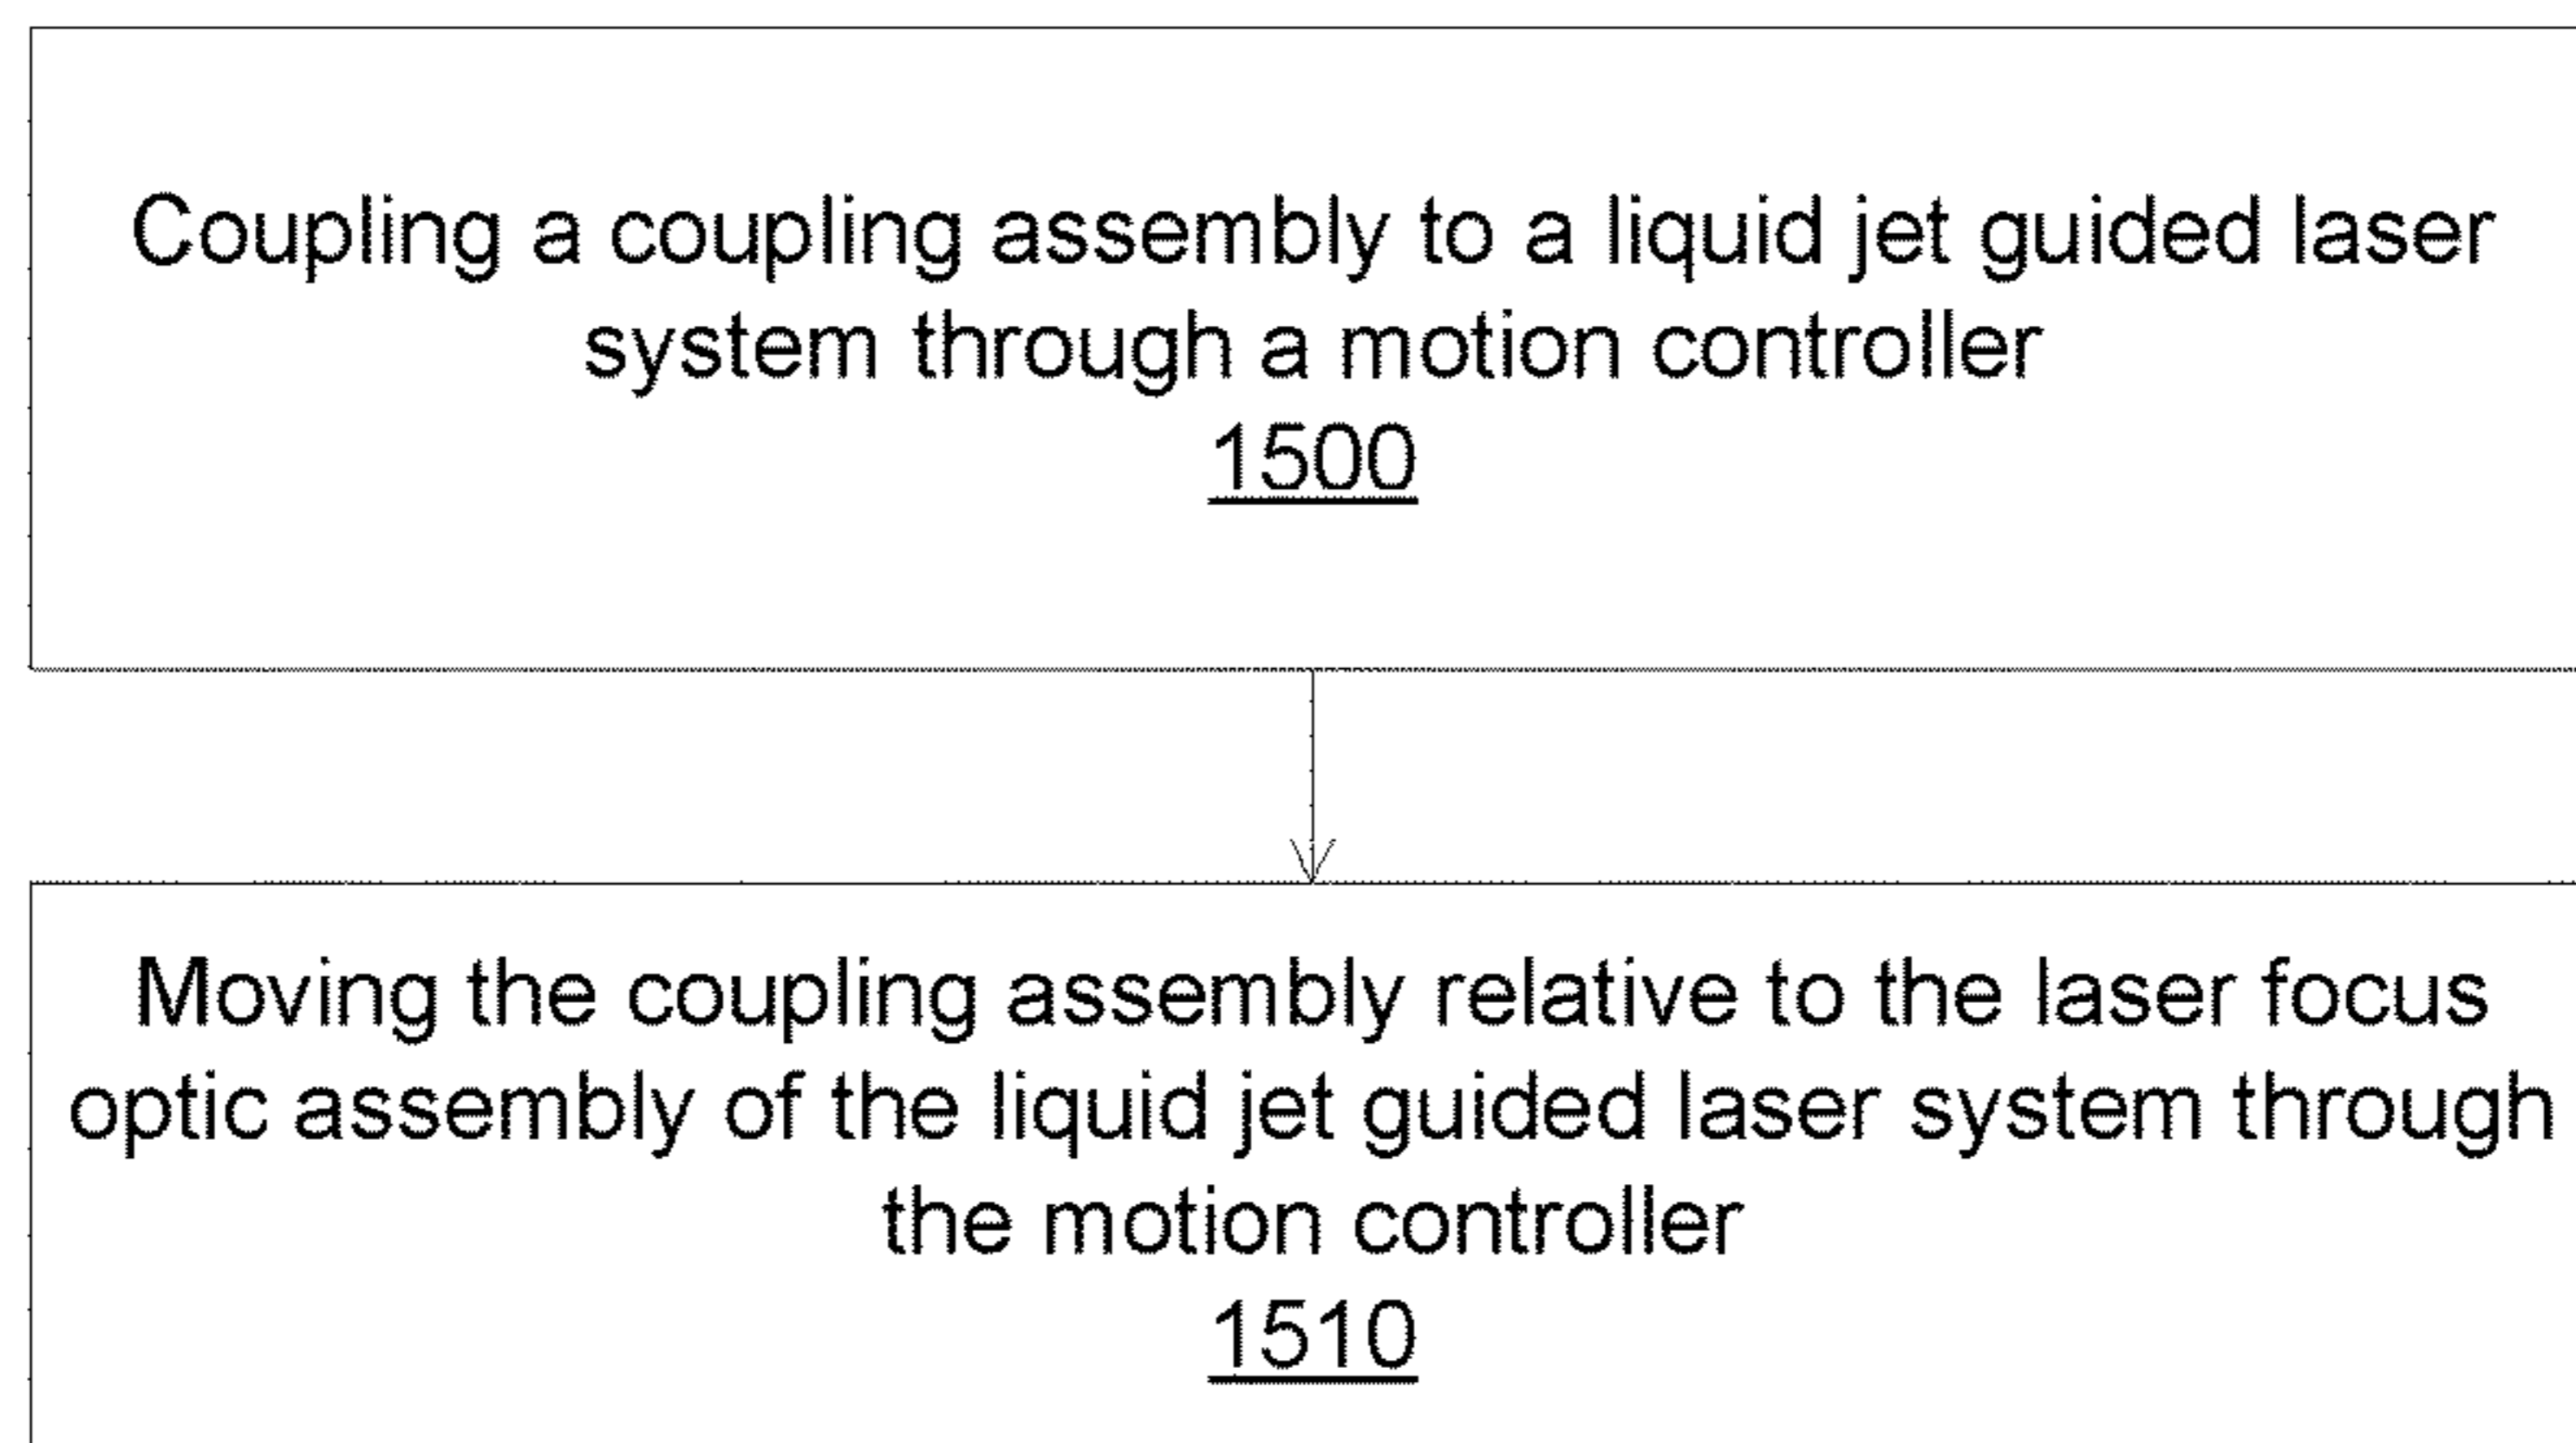 Coupling a coupling assembly to a liquid jet guided laser
system through a motion controller
1500
Moving the coupling assembly relative to the laser focus
optic assembly of the liquid jet guided laser system through
the motion controller
1510